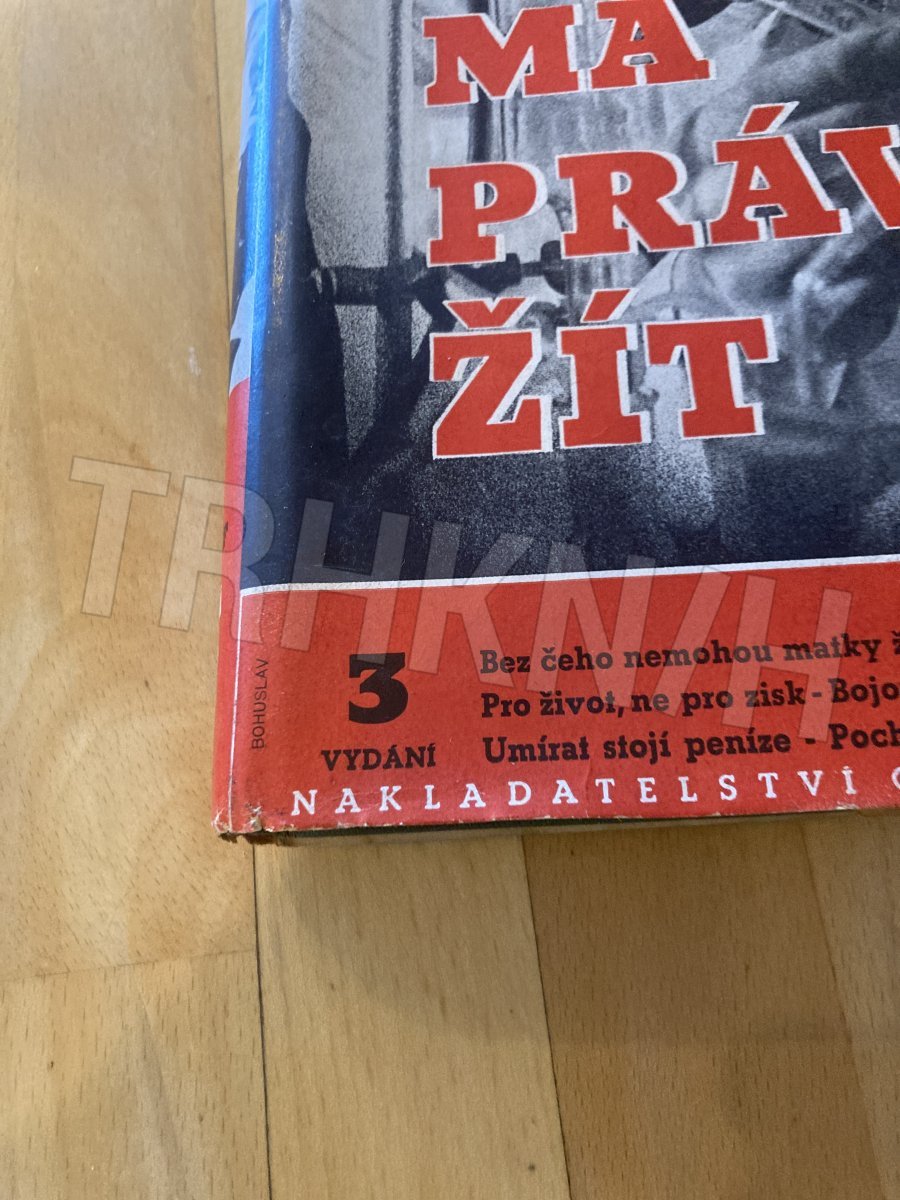 MÁ
PRÁV
ŽÍT
BOHUSLAV
3
VYDÁNÍ
Bez čeho nemohou matky ž
Pro život, ne pro zisk - Bojo
Umírat stojí peníze - Poch
NAKLADATELSTVÍ
TRHKNIH